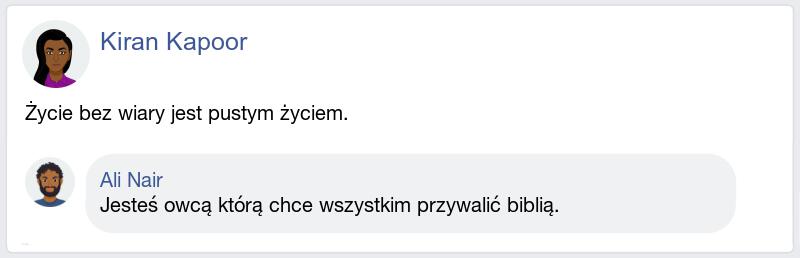 Kiran Kapoor
Życie bez wiary jest pustym życiem.
Ali Nair
Jesteś owcą którą chce wszystkim przywalić biblią.